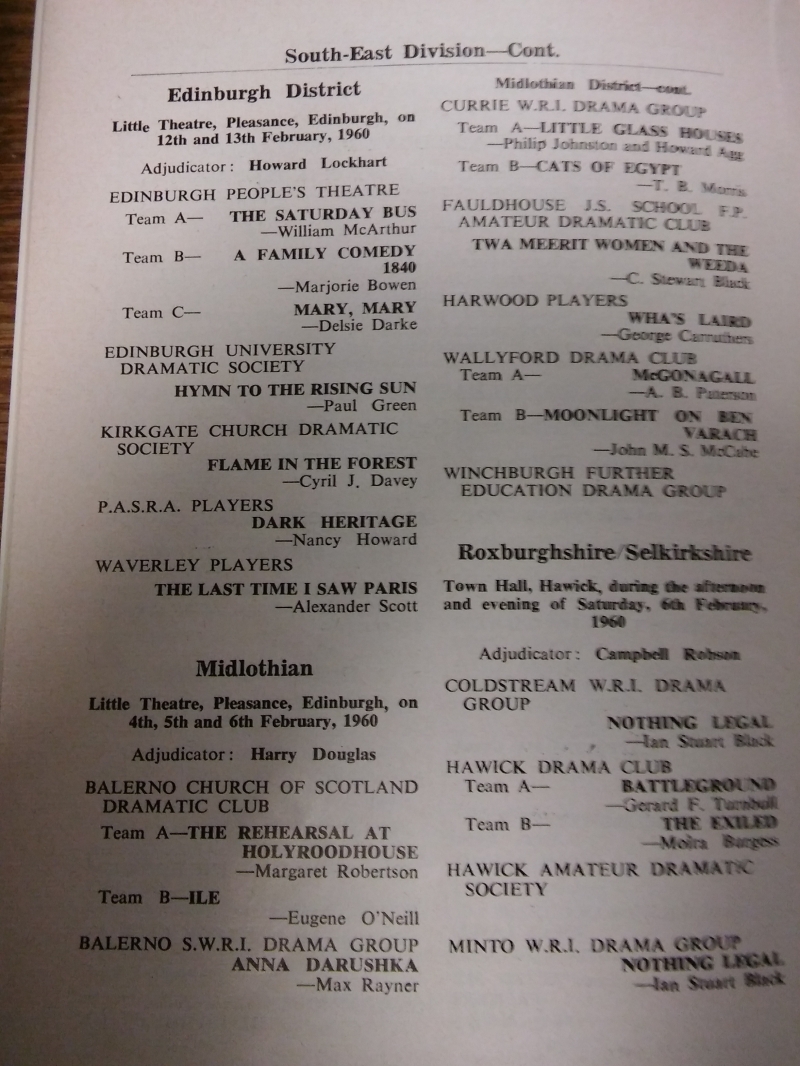 South-East Division—Cont.
Edinburgh District
Little Theatre, Pleasance, Edinburgh, on
12th and 13th February, 1960
Adjudicator: Howard Lockhart
EDINBURGH PEOPLE'S THEATRE
Team A— THE SATURDAY BUS
—William McArthur
Team B— A FAMILY COMEDY
1840
—Marjorie Bowen
Team C— MARY, MARY
—Delsie Darke
EDINBURGH UNIVERSITY
DRAMATIC SOCIETY
HYMN TO THE RISING SUN
—Paul Green
KIRKGATE CHURCH DRAMATIC
SOCIETY
FLAME IN THE FOREST
—Cyril J. Davey
P.A.S.R.A. PLAYERS
DARK HERITAGE
—Nancy Howard
WAVERLEY PLAYERS
THE LAST TIME I SAW PARIS
—Alexander Scott
Midlothian
Little Theatre, Pleasance, Edinburgh, on
4th, 5th and 6th February, 1960
Adjudicator: Harry Douglas
BALERNO CHURCH OF SCOTLAND
DRAMATIC CLUB
Team A—THE REHEARSAL AT
HOLYROODHOUSE
—Margaret Robertson
Team B—ILE
—Eugene O'Neill
BALERNO S.W.R.I. DRAMA GROUP
ANNA DARUSHKA
—Max Rayner
Midlothian District—cont.
CURRIE W.R.I. DRAMA GROUP
Team A—LITTLE GLASS HOUSES
—Philip Johnston and Howard Agg
Team B—CATS OF EGYPT
—T. B. Morris
FAULDHOUSE J.S. SCHOOL F.P.
AMATEUR DRAMATIC CLUB
TWA MEERIT WOMEN AND THE
WEEDA
—C. Stewart Black
HARWOOD PLAYERS
WHA'S LAIRD
—George Carruthers
WALLYFORD DRAMA CLUB
Team A— McGONAGALL
—A. B. Paterson
Team B—MOONLIGHT ON BEN
VARACH
—John M. S. McCabe
WINCHBURGH FURTHER
EDUCATION DRAMA GROUP
Roxburghshire/Selkirkshire
Town Hall, Hawick, during the afternoon
and evening of Saturday, 6th February,
1960
Adjudicator: Campbell Robson
COLDSTREAM W.R.I. DRAMA
GROUP
NOTHING LEGAL
—Ian Stuart Black
HAWICK DRAMA CLUB
Team A— BATTLEGROUND
—Gerard F. Turnbull
Team B— THE EXILED
—Moira Burgess
HAWICK AMATEUR DRAMATIC
SOCIETY
MINTO W.R.I. DRAMA GROUP
NOTHING LEGAL
—Ian Stuart Black